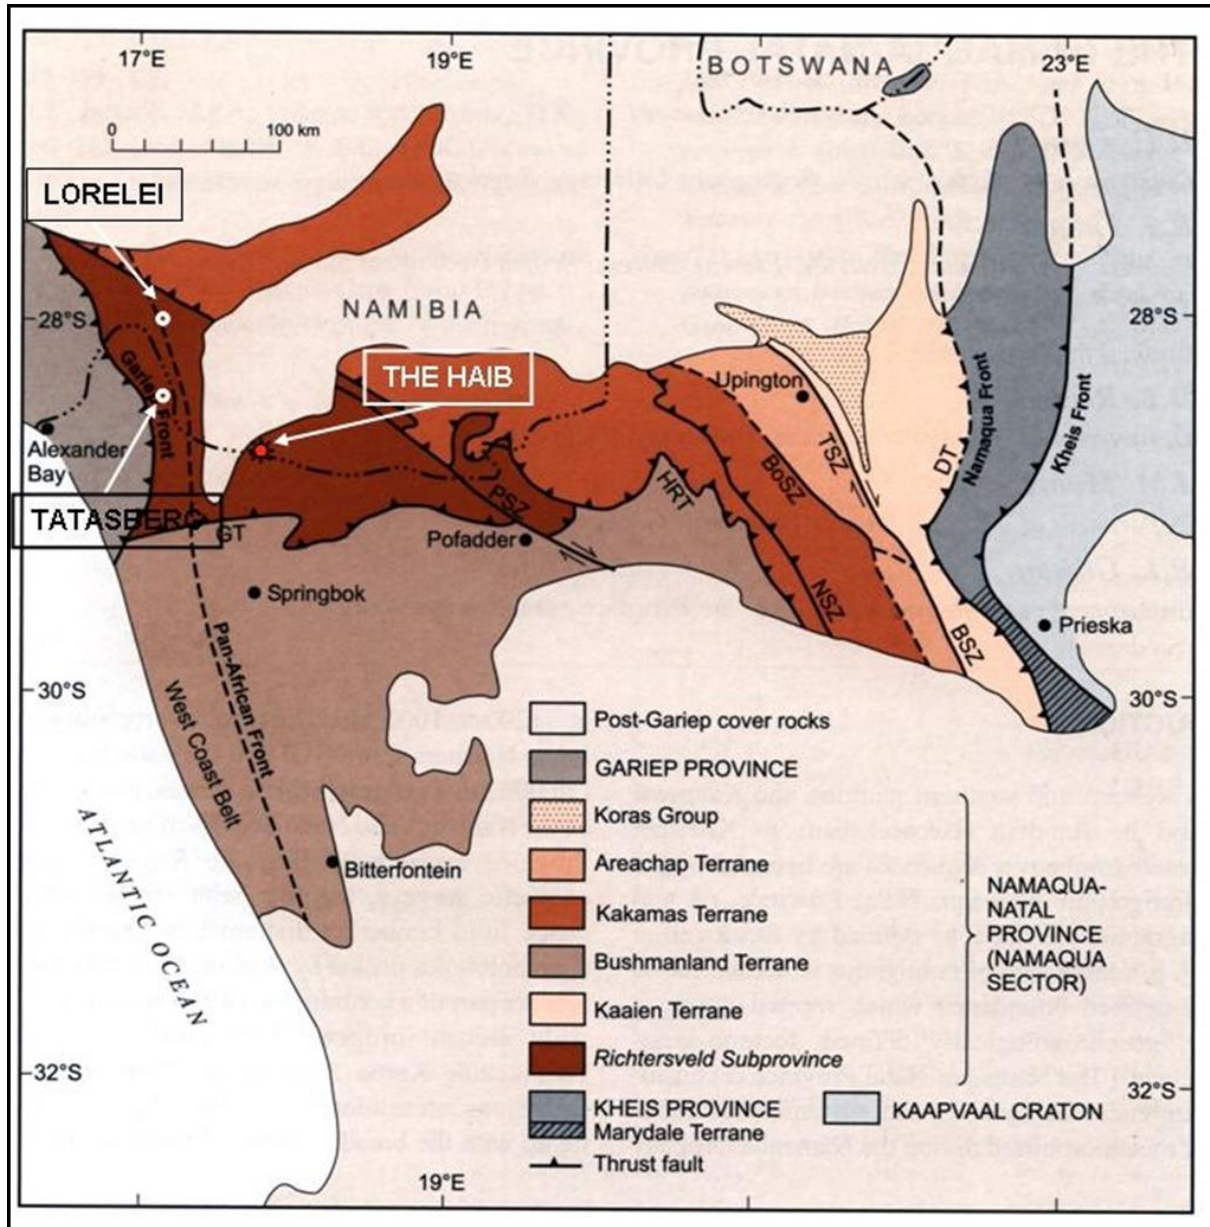 17°E
19°E
23°E
BOTSWANA
0
100 km
LORELEI
NAMIBIA
28°S
28°S
THE HAIB
Upington
Gariep Front
Alexander
Bay
TATASBERG
GT
PSZ
HRT
BoSZ
TSZ
DT
Namaqua Front
Kheis Front
Pofadder
Springbok
NSZ
BSZ
Prieska
Pan-African Front
West Coast Belt
30°S
30°S
ATLANTIC OCEAN
Bitterfontein
Post-Gariep cover rocks
GARIEP PROVINCE
Koras Group
Areachap Terrane
Kakamas Terrane
Bushmanland Terrane
Kaaien Terrane
Richtersveld Subprovince
KHEIS PROVINCE
Marydale Terrane
Thrust fault
NAMAQUA-
NATAL
PROVINCE
(NAMAQUA
SECTOR)
KAAPVAAL CRATON
32°S
32°S
19°E